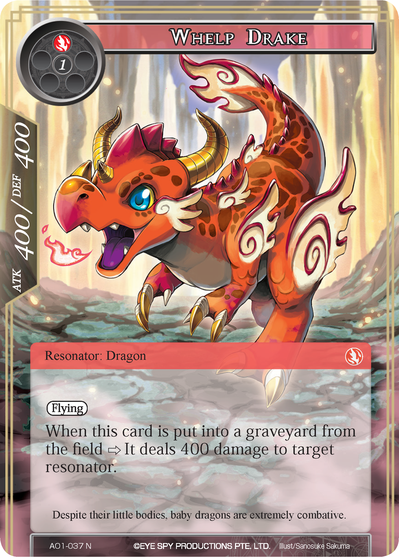 Whelp Drake
1
ATK 400/DEF 400
Resonator: Dragon
Flying
When this card is put into a graveyard from
the field ⇨ It deals 400 damage to target
resonator.
Despite their little bodies, baby dragons are extremely combative.
AO1-037 N ©EYE SPY PRODUCTIONS PTE. LTD. Illust/Sanosuke Sakuma